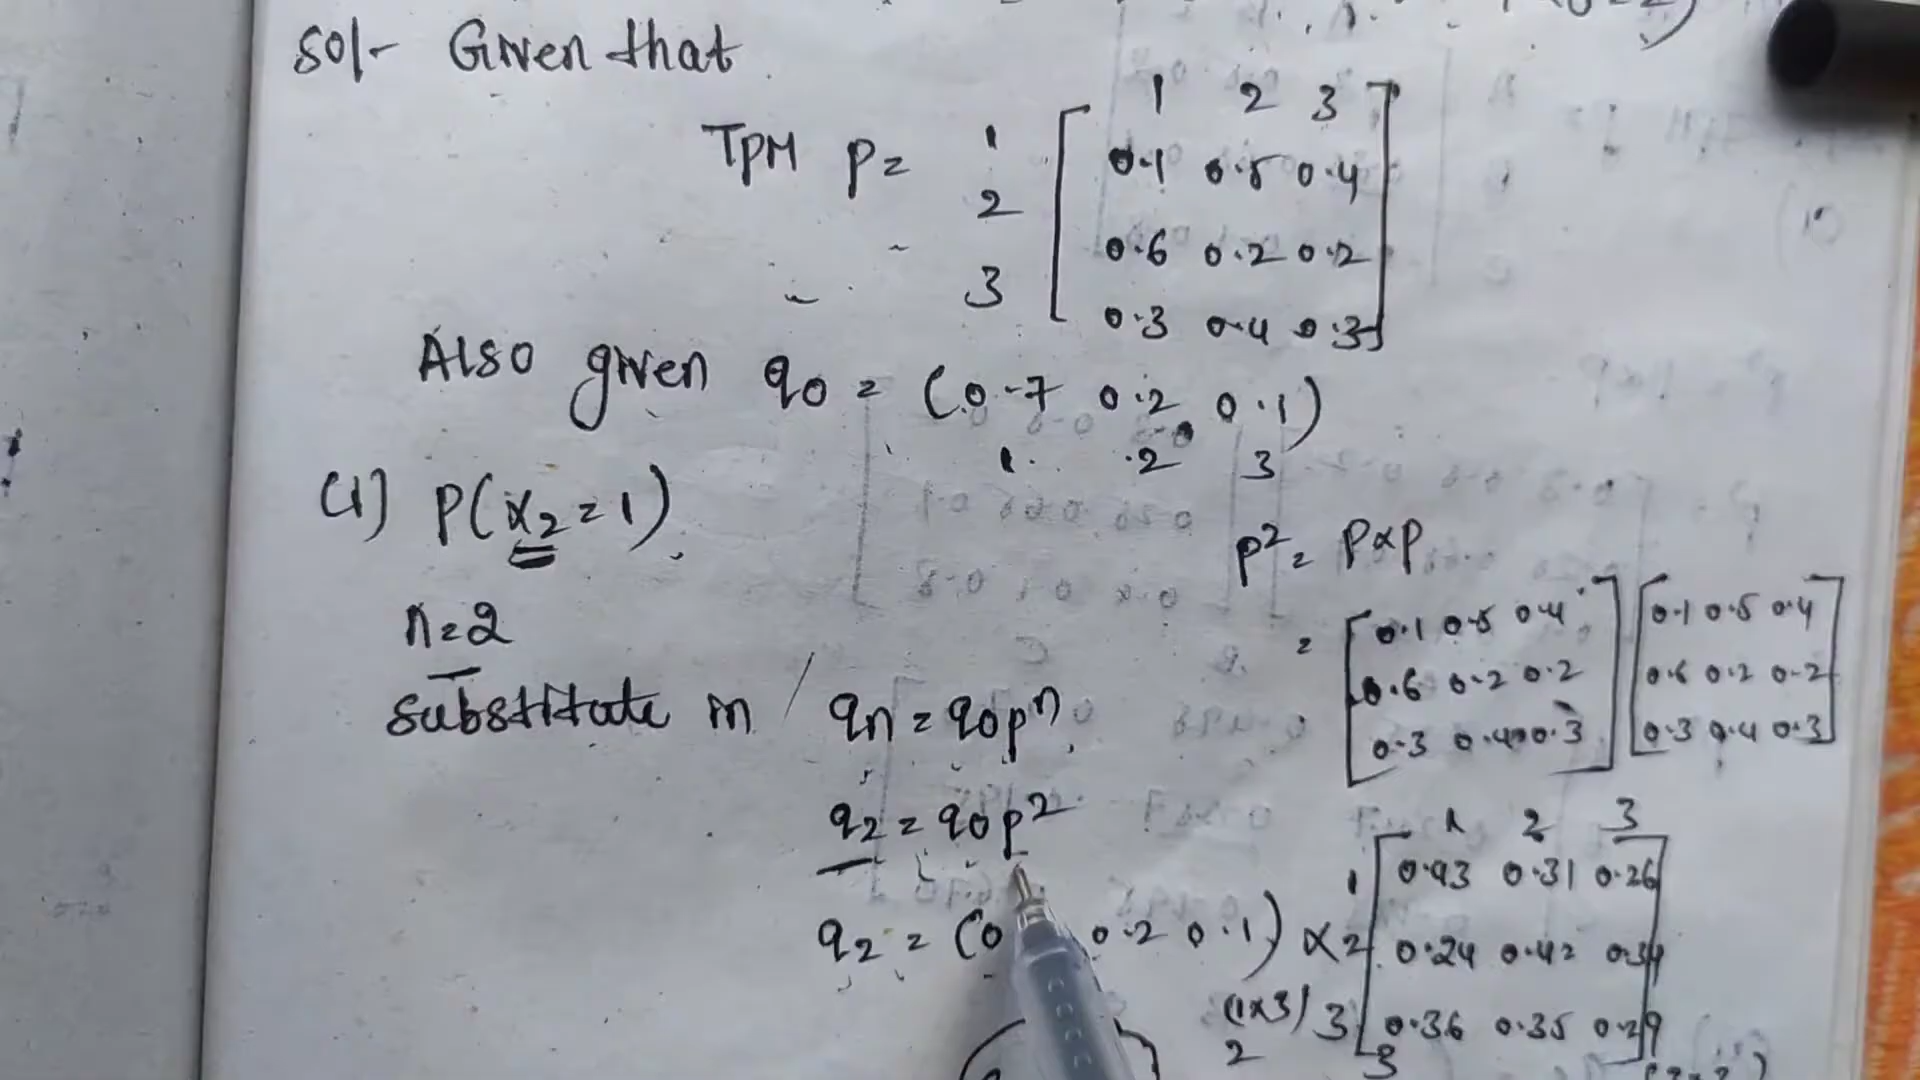 Sol- Given that
1 2 3
TPM P = 1 [0.1 0.5 0.4]
2 [0.6 0.2 0.2]
3 [0.3 0.4 0.3]
Also given q0 = (0.7 0.2 0.1)
1 2 3
(1) P(X2 = 1)
P² = P×P
n = 2
= [0.1 0.5 0.4] [0.1 0.5 0.4]
[0.6 0.2 0.2] [0.6 0.2 0.2]
[0.3 0.4 0.3] [0.3 0.4 0.3]
substitute in qn = q0pⁿ
q2 = q0p²
1 2 3
1 [0.43 0.31 0.26]
q2 = (0 0.2 0.1) × 2 [0.24 0.42 0.34]
(1×3) 3 [0.36 0.35 0.29]
2 3